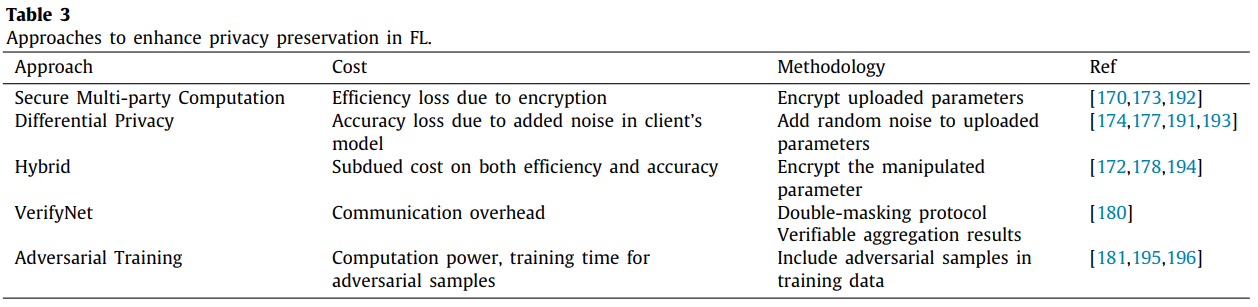 Table 3
Approaches to enhance privacy preservation in FL.
Approach Cost Methodology Ref
Secure Multi-party Computation Efficiency loss due to encryption Encrypt uploaded parameters [170,173,192]
Differential Privacy Accuracy loss due to added noise in client's Add random noise to uploaded [174,177,191,193]
model parameters
Hybrid Subdued cost on both efficiency and accuracy Encrypt the manipulated [172,178,194]
parameter
VerifyNet Communication overhead Double-masking protocol [180]
Verifiable aggregation results
Adversarial Training Computation power, training time for Include adversarial samples in [181,195,196]
adversarial samples training data